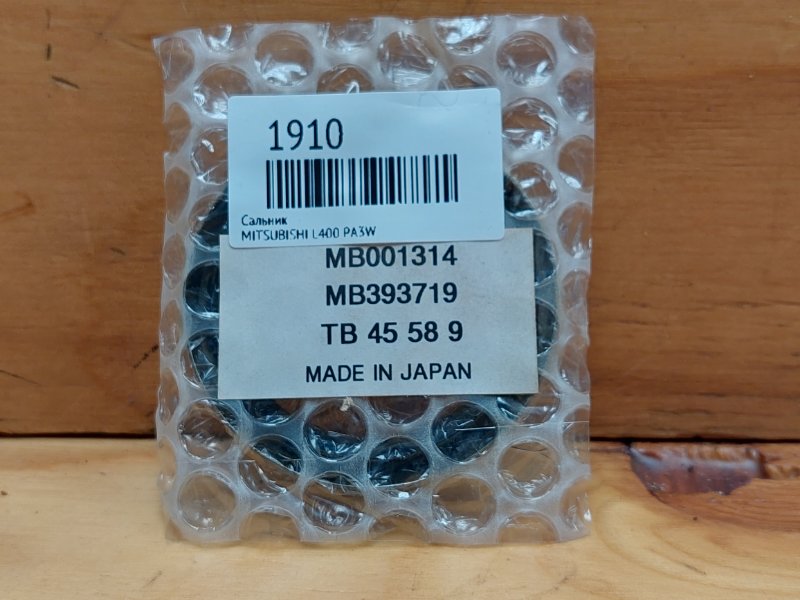 1910
Сальник
MITSUBISHI L400 PA3W
MB001314
MB393719
TB 45 58 9
MADE IN JAPAN